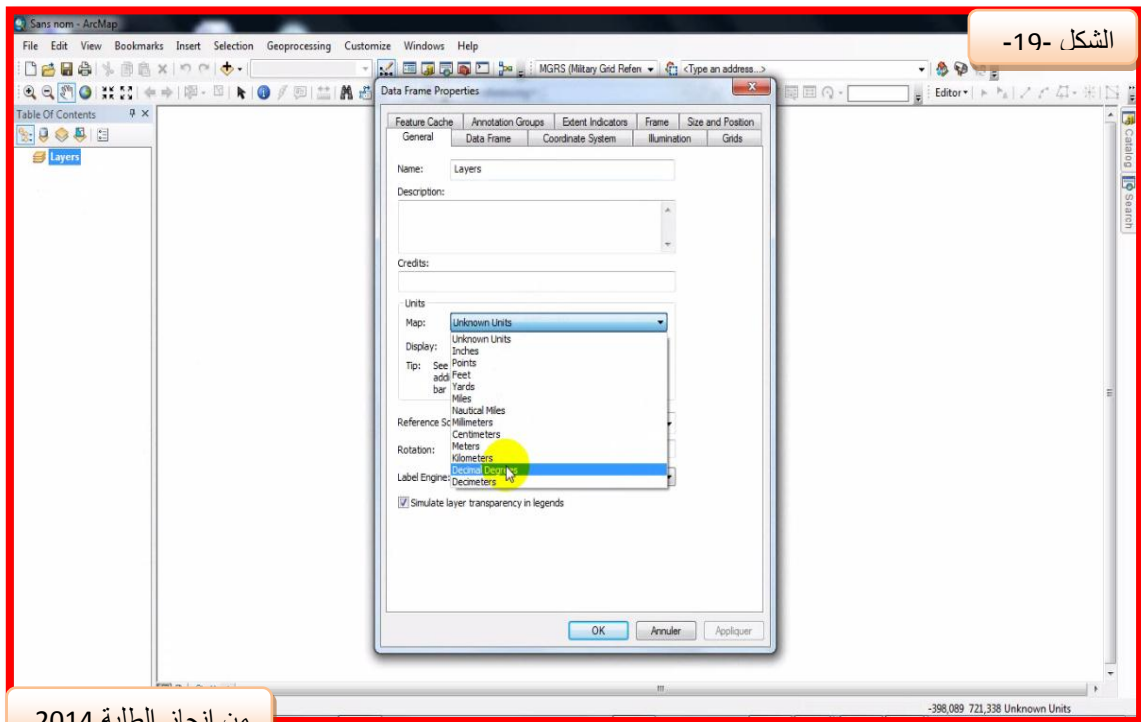 Sans nom - ArcMap
الشكل -19-
File Edit View Bookmarks Insert Selection Geoprocessing Customize Windows Help
MGRS (Military Grid Referen
<Type an address...>
Editor
Table Of Contents
Layers
Catalog
Search
Data Frame Properties
Feature Cache Annotation Groups Extent Indicators Frame Size and Position
General Data Frame Coordinate System Illumination Grids
Name: Layers
Description:
Credits:
Units
Map: Unknown Units
Unknown Units
Display:
Inches
Tip: See
Points
addi
Feet
bar
Yards
Miles
Nautical Miles
Reference Sc
Millimeters
Centimeters
Rotation:
Meters
Kilometers
Decimal Degrees
Label Engine:
Decimeters
Simulate layer transparency in legends
OK Annuler Appliquer
من إنجاز الطلبة 2014
-398,089 721,338 Unknown Units